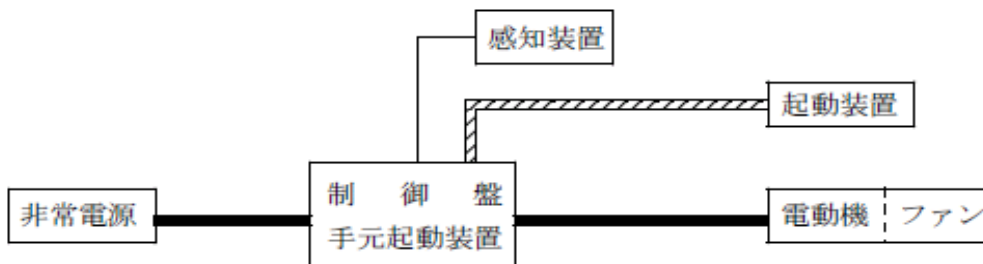 感知装置
起動装置
制御盤
手元起動装置
非常電源
電動機
ファン